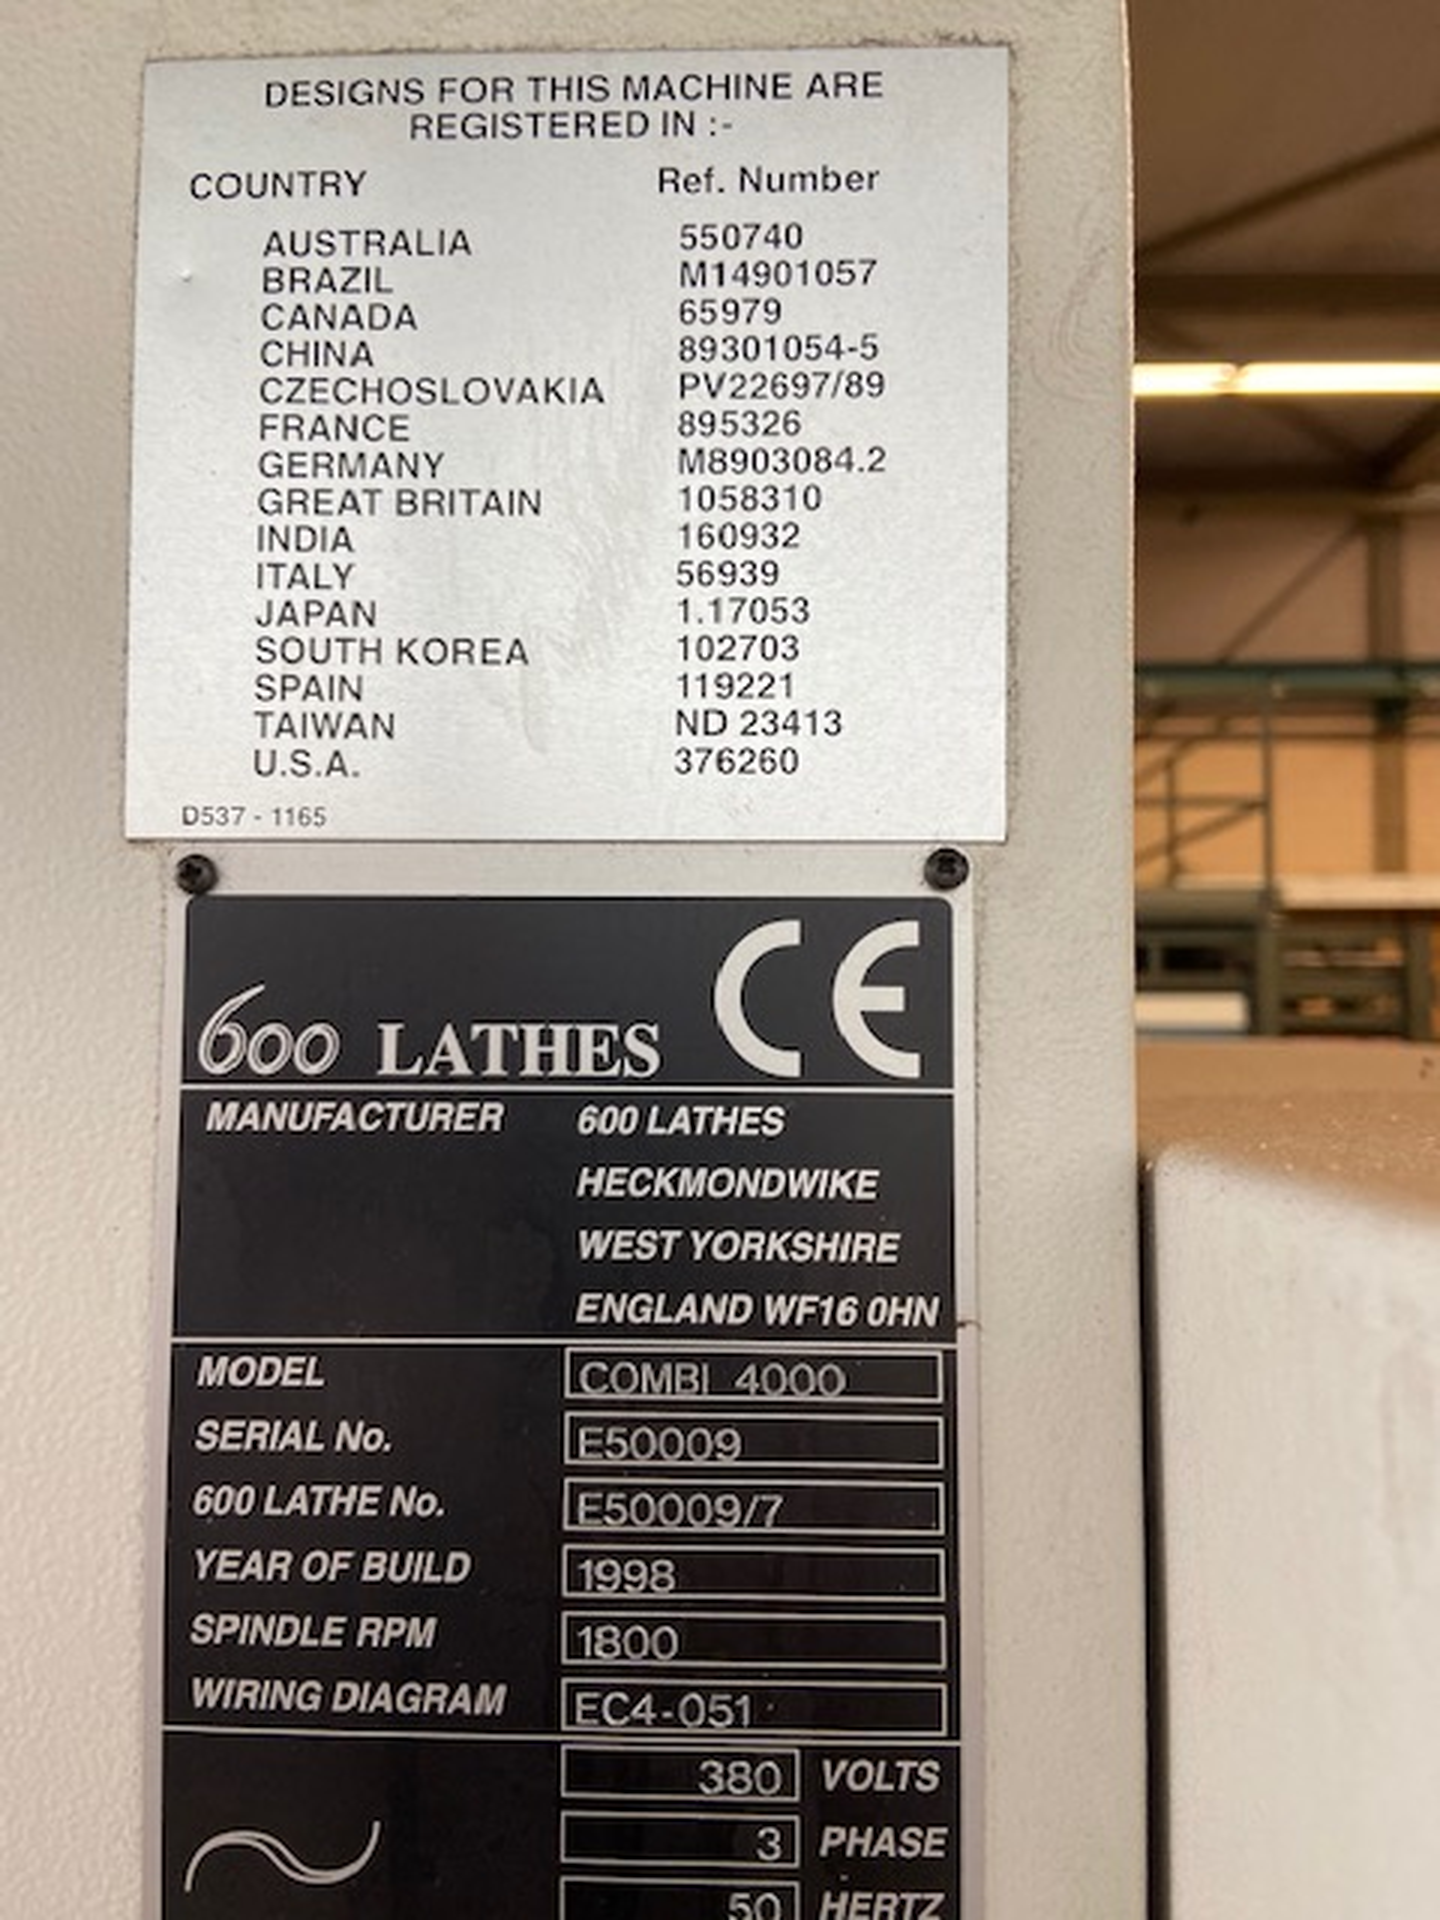 DESIGNS FOR THIS MACHINE ARE
REGISTERED IN :-
COUNTRY Ref. Number
AUSTRALIA 550740
BRAZIL M14901057
CANADA 65979
CHINA 89301054-5
CZECHOSLOVAKIA PV22697/89
FRANCE 895326
GERMANY M8903084.2
GREAT BRITAIN 1058310
INDIA 160932
ITALY 56939
JAPAN 1.17053
SOUTH KOREA 102703
SPAIN 119221
TAIWAN ND 23413
U.S.A. 376260
D537 - 1165
600 LATHES CE
MANUFACTURER 600 LATHES
HECKMONDWIKE
WEST YORKSHIRE
ENGLAND WF16 0HN
MODEL COMBI 4000
SERIAL No. E50009
600 LATHE No. E50009/7
YEAR OF BUILD 1998
SPINDLE RPM 1800
WIRING DIAGRAM EC4-051
380 VOLTS
3 PHASE
50 HERTZ